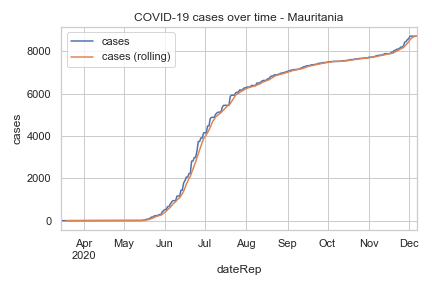 COVID-19 cases over time - Mauritania
cases
cases (rolling)
cases
8000
6000
4000
2000
0
Apr
2020
May
Jun
Jul
Aug
Sep
Oct
Nov
Dec
dateRep